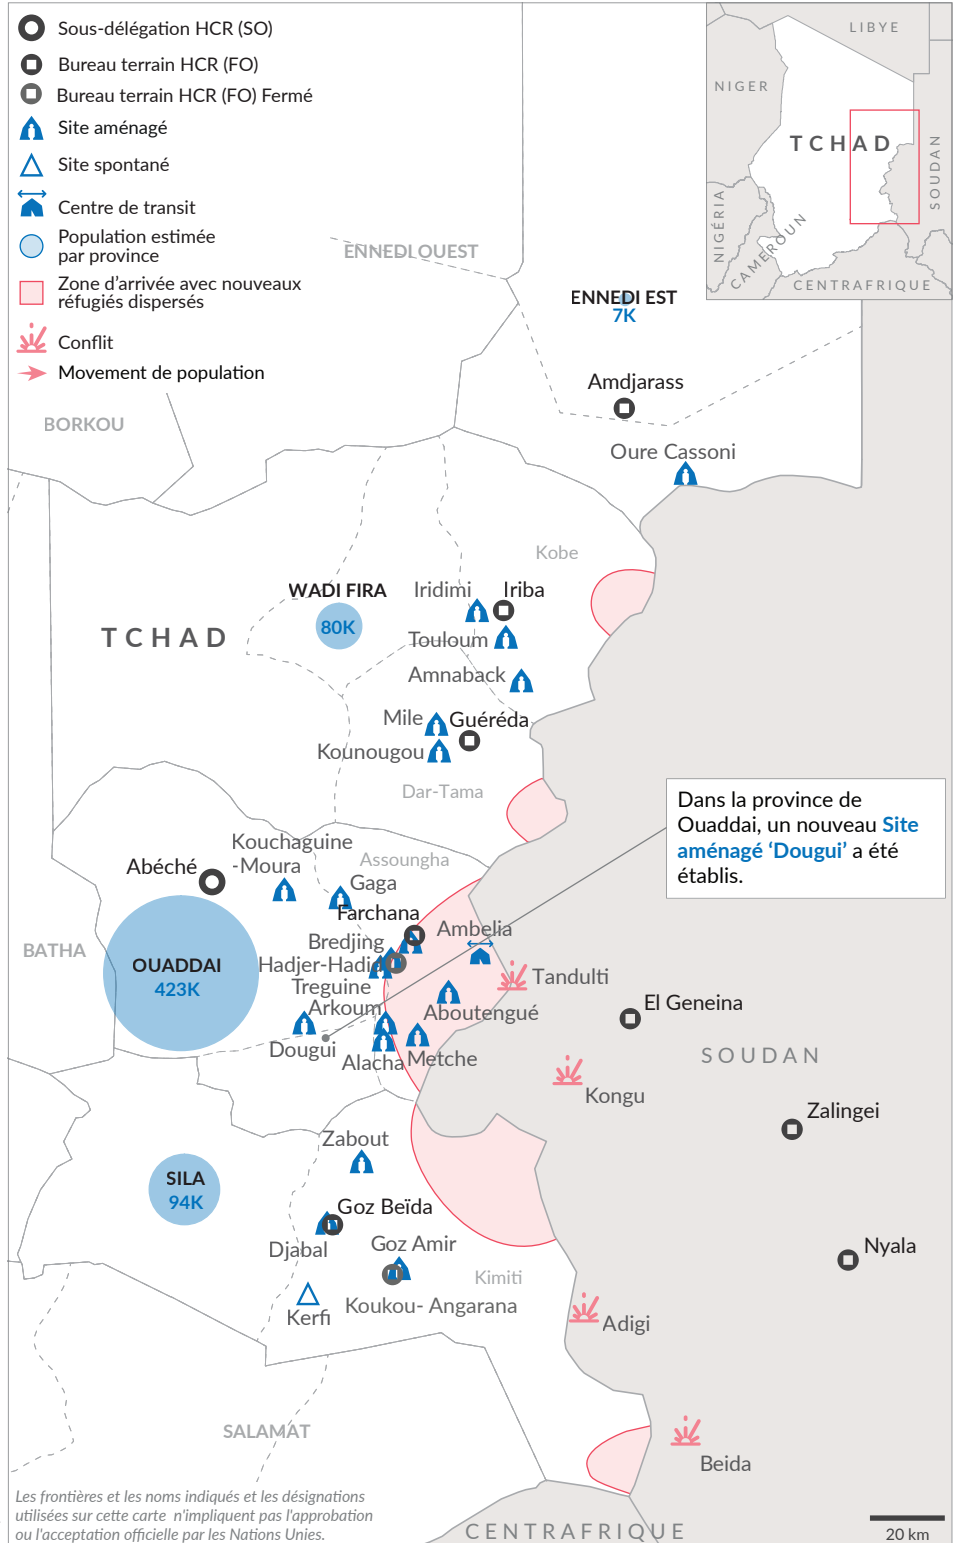 Sous-délégation HCR (SO)
Bureau terrain HCR (FO)
Bureau terrain HCR (FO) Fermé
Site aménagé
Site spontané
Centre de transit
Population estimée
par province
Zone d'arrivée avec nouveaux
réfugiés dispersés
Conflit
Movement de population
LIBYE
NIGER
TCHAD
SOUDAN
NIGÉRIA
CAMEROUN
CENTRAFRIQUE
ENNEDI OUEST
ENNEDI EST
7K
Amdjarass
BORKOU
Oure Cassoni
Kobe
WADI FIRA
80K
Iridimi
Iriba
TCHAD
Touloum
Amnaback
Mile
Guéréda
Kounougou
Dar-Tama
Dans la province de
Ouaddai, un nouveau Site
aménagé ‘Dougui’ a été
établis.
Kouchaguine
-Moura
Assoungha
Abéché
Gaga
Farchana
Ambelia
Bredjing
BATHA
OUADDAI
423K
Hadjer-Hadid
Tandulti
Treguine
Arkoum
Aboutengué
El Geneina
Dougui
Alacha
Metche
SOUDAN
Kongu
Zalingei
Zabout
SILA
94K
Goz Beïda
Djabal
Goz Amir
Nyala
Kimiti
Koukou- Angarana
Kerfi
Adigi
SALAMAT
Beida
Les frontières et les noms indiqués et les désignations
utilisées sur cette carte n'impliquent pas l'approbation
ou l'acceptation officielle par les Nations Unies.
CENTRAFRIQUE
20 km